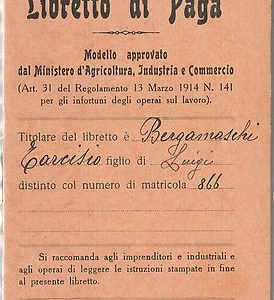 Libretto di Paga
Modello approvato
dal Ministero d'Agricoltura, Industria e Commercio
(Art. 31 del Regolamento 13 Marzo 1914 N. 141
per gli infortuni degli operai sul lavoro).
Titolare del libretto è Bergamaschi
Tarcisio figlio di Luigi
distinto col numero di matricola 866
Si raccomanda agli imprenditori e industriali e
agli operai di leggere le istruzioni stampate in fine
al presente libretto.